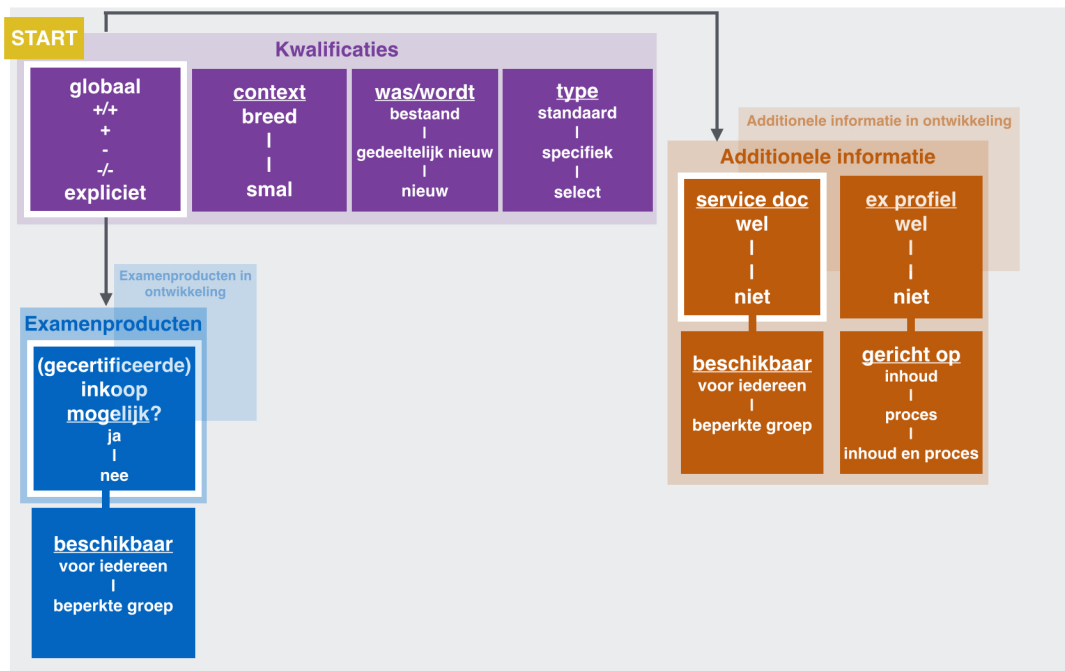 START
Kwalificaties
globaal
+/+
+
-
-/-
expliciet
context
breed
I
I
smal
was/wordt
bestaand
I
gedeeltelijk nieuw
I
nieuw
type
standaard
I
specifiek
I
select
Additionele informatie in ontwikkeling
Additionele informatie
service doc
wel
I
I
niet
ex profiel
wel
I
I
niet
beschikbaar
voor iedereen
I
beperkte groep
gericht op
inhoud
I
proces
I
inhoud en proces
Examenproducten in
ontwikkeling
Examenproducten
(gecertificeerde)
inkoop
mogelijk?
ja
I
nee
beschikbaar
voor iedereen
I
beperkte groep